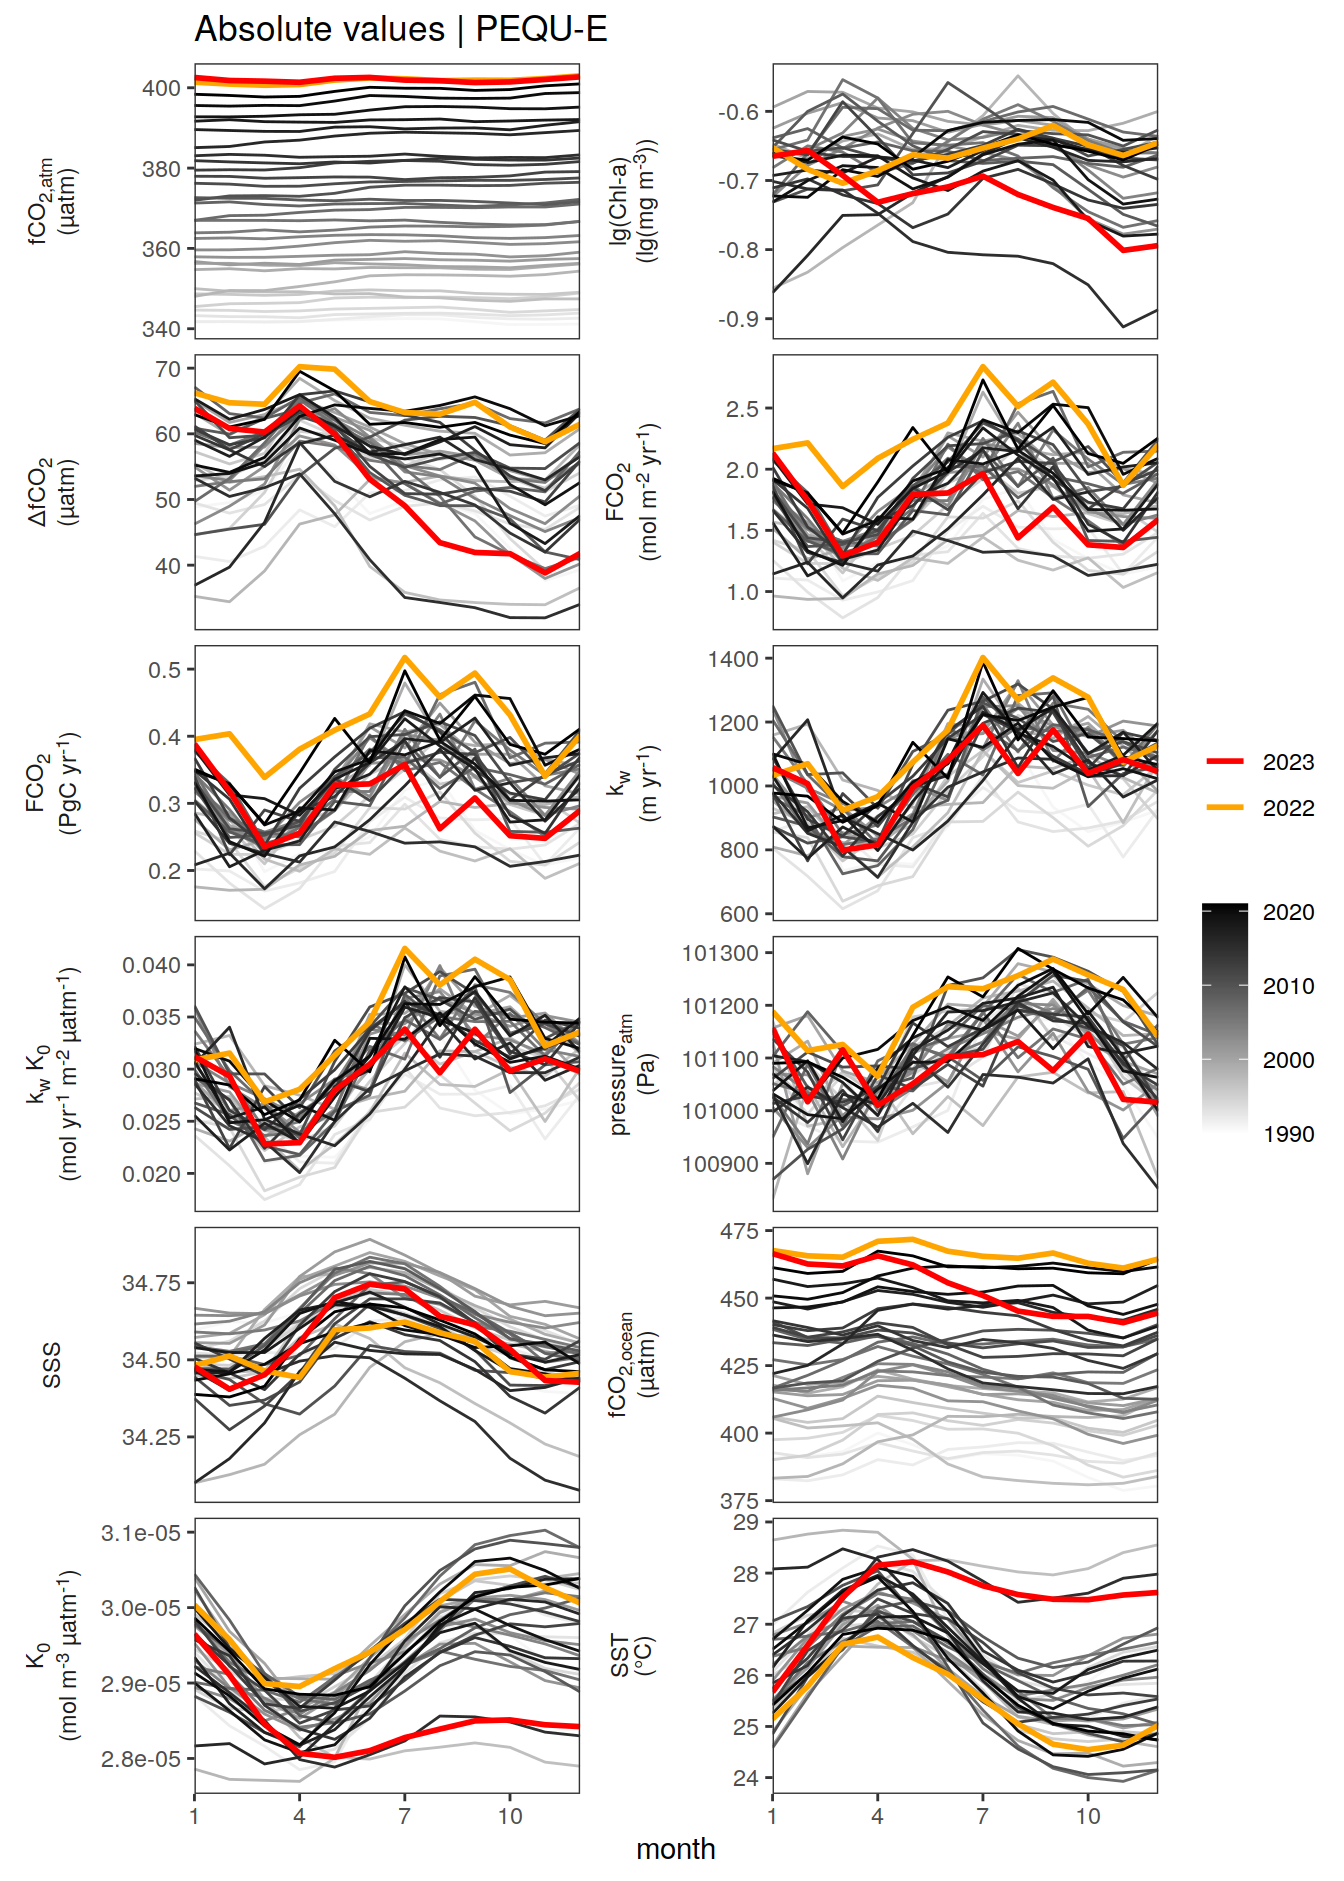 Absolute values | PEQU-E
fCO2,atm
(µatm)
400
380
360
340
lg(Chl-a)
(lg(mg m-3))
-0.6
-0.7
-0.8
-0.9
ΔfCO2
(µatm)
70
60
50
40
FCO2
(mol m-2 yr-1)
2.5
2.0
1.5
1.0
FCO2
(PgC yr-1)
0.5
0.4
0.3
0.2
kw
(m yr-1)
1400
1200
1000
800
600
2023
2022
2020
2010
2000
1990
kw K0
(mol yr-1 m-2 µatm-1)
0.040
0.035
0.030
0.025
0.020
pressureatm
(Pa)
101300
101200
101100
101000
100900
SSS
34.75
34.50
34.25
fCO2,ocean
(µatm)
475
450
425
400
375
K0
(mol m-3 µatm-1)
3.1e-05
3.0e-05
2.9e-05
2.8e-05
SST
(°C)
29
28
27
26
25
24
1 4 7 10
1 4 7 10
month